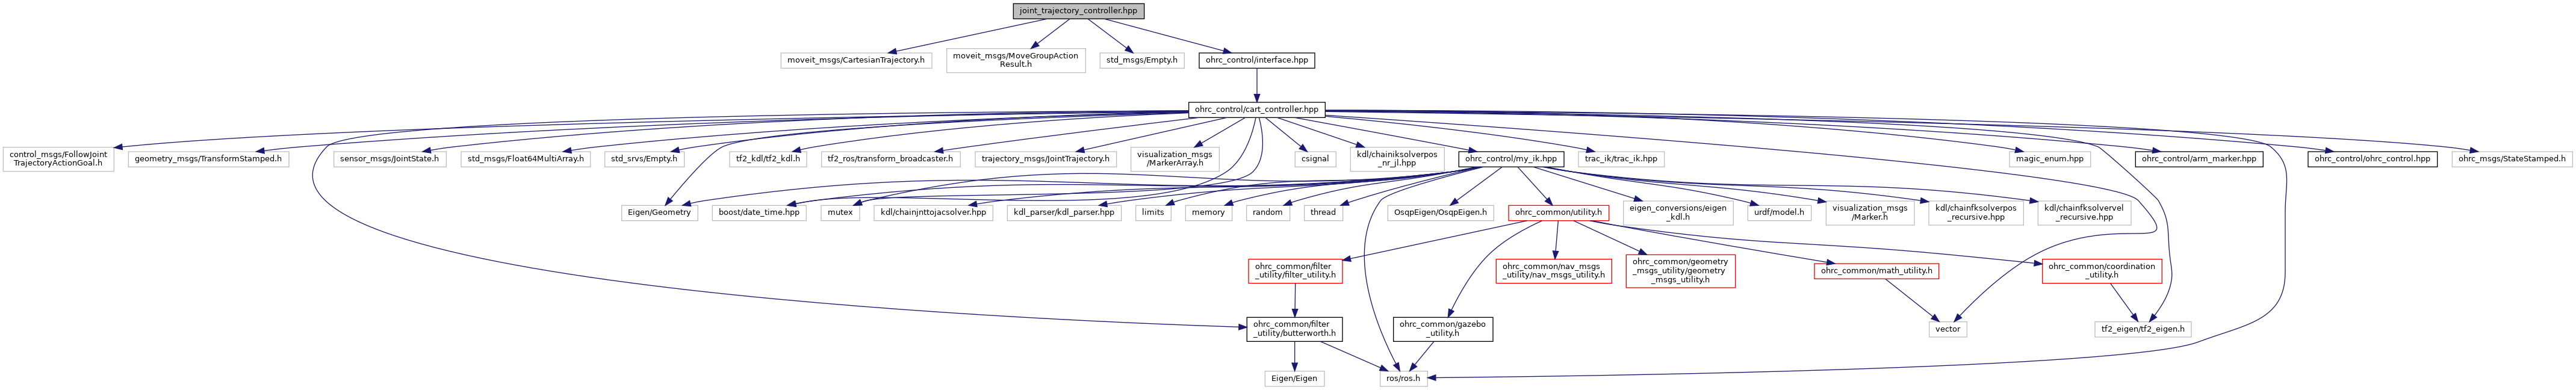 joint_trajectory_controller.hpp
moveit_msgs/CartesianTrajectory.h
moveit_msgs/MoveGroupAction
Result.h
std_msgs/Empty.h
ohrc_control/interface.hpp
ohrc_control/cart_controller.hpp
control_msgs/FollowJoint
TrajectoryActionGoal.h
geometry_msgs/TransformStamped.h
sensor_msgs/JointState.h
std_msgs/Float64MultiArray.h
std_srvs/Empty.h
tf2_kdl/tf2_kdl.h
tf2_ros/transform_broadcaster.h
trajectory_msgs/JointTrajectory.h
visualization_msgs
/MarkerArray.h
csignal
kdl/chainiksolverpos
_nr_jl.hpp
ohrc_control/my_ik.hpp
trac_ik/trac_ik.hpp
magic_enum.hpp
ohrc_control/arm_marker.hpp
ohrc_control/ohrc_control.hpp
ohrc_msgs/StateStamped.h
Eigen/Geometry
boost/date_time.hpp
mutex
kdl/chainjnttojacsolver.hpp
kdl_parser/kdl_parser.hpp
limits
memory
random
thread
OsqpEigen/OsqpEigen.h
ohrc_common/utility.h
eigen_conversions/eigen
_kdl.h
urdf/model.h
visualization_msgs
/Marker.h
kdl/chainfksolverpos
_recursive.hpp
kdl/chainfksolvervel
_recursive.hpp
ohrc_common/filter
_utility/filter_utility.h
ohrc_common/nav_msgs
_utility/nav_msgs_utility.h
ohrc_common/geometry
_msgs_utility/geometry
_msgs_utility.h
ohrc_common/math_utility.h
ohrc_common/coordination
_utility.h
ohrc_common/filter
_utility/butterworth.h
ohrc_common/gazebo
_utility.h
vector
tf2_eigen/tf2_eigen.h
Eigen/Eigen
ros/ros.h